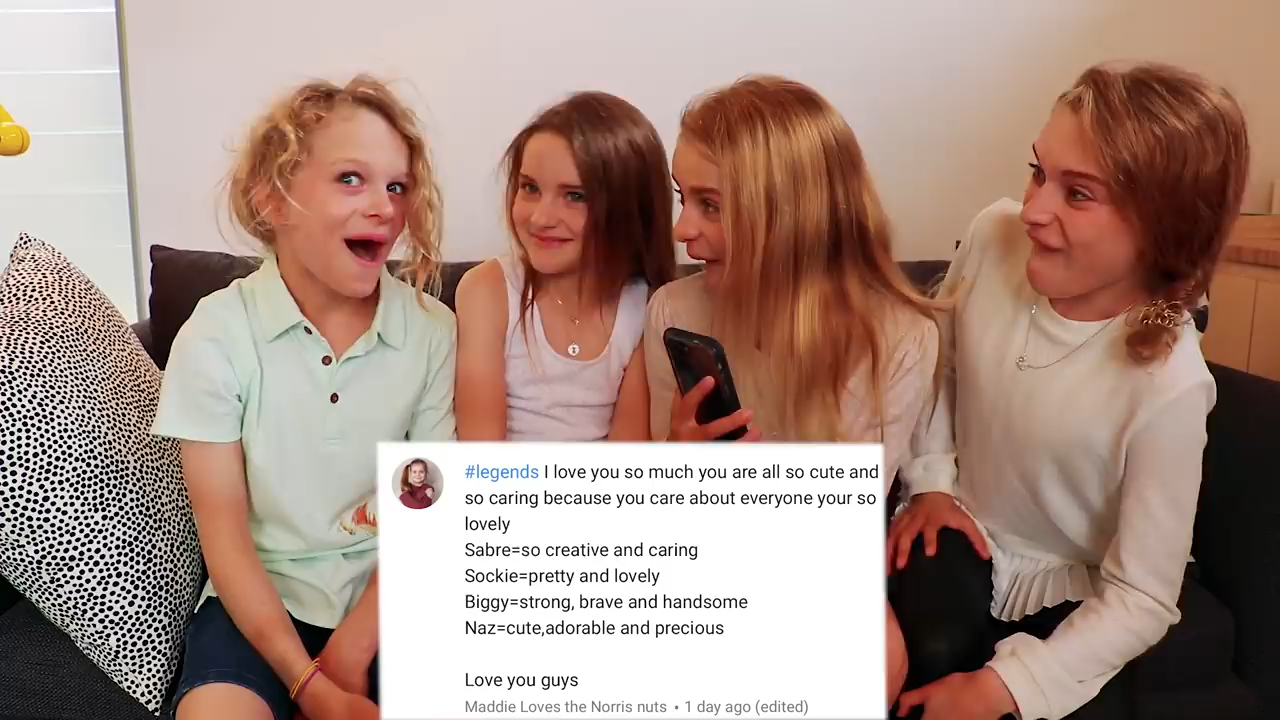 #legends I love you so much you are all so cute and
so caring because you care about everyone your so
lovely
Sabre=so creative and caring
Sockie=pretty and lovely
Biggy=strong, brave and handsome
Naz=cute,adorable and precious
Love you guys
Maddie Loves the Norris nuts • 1 day ago (edited)